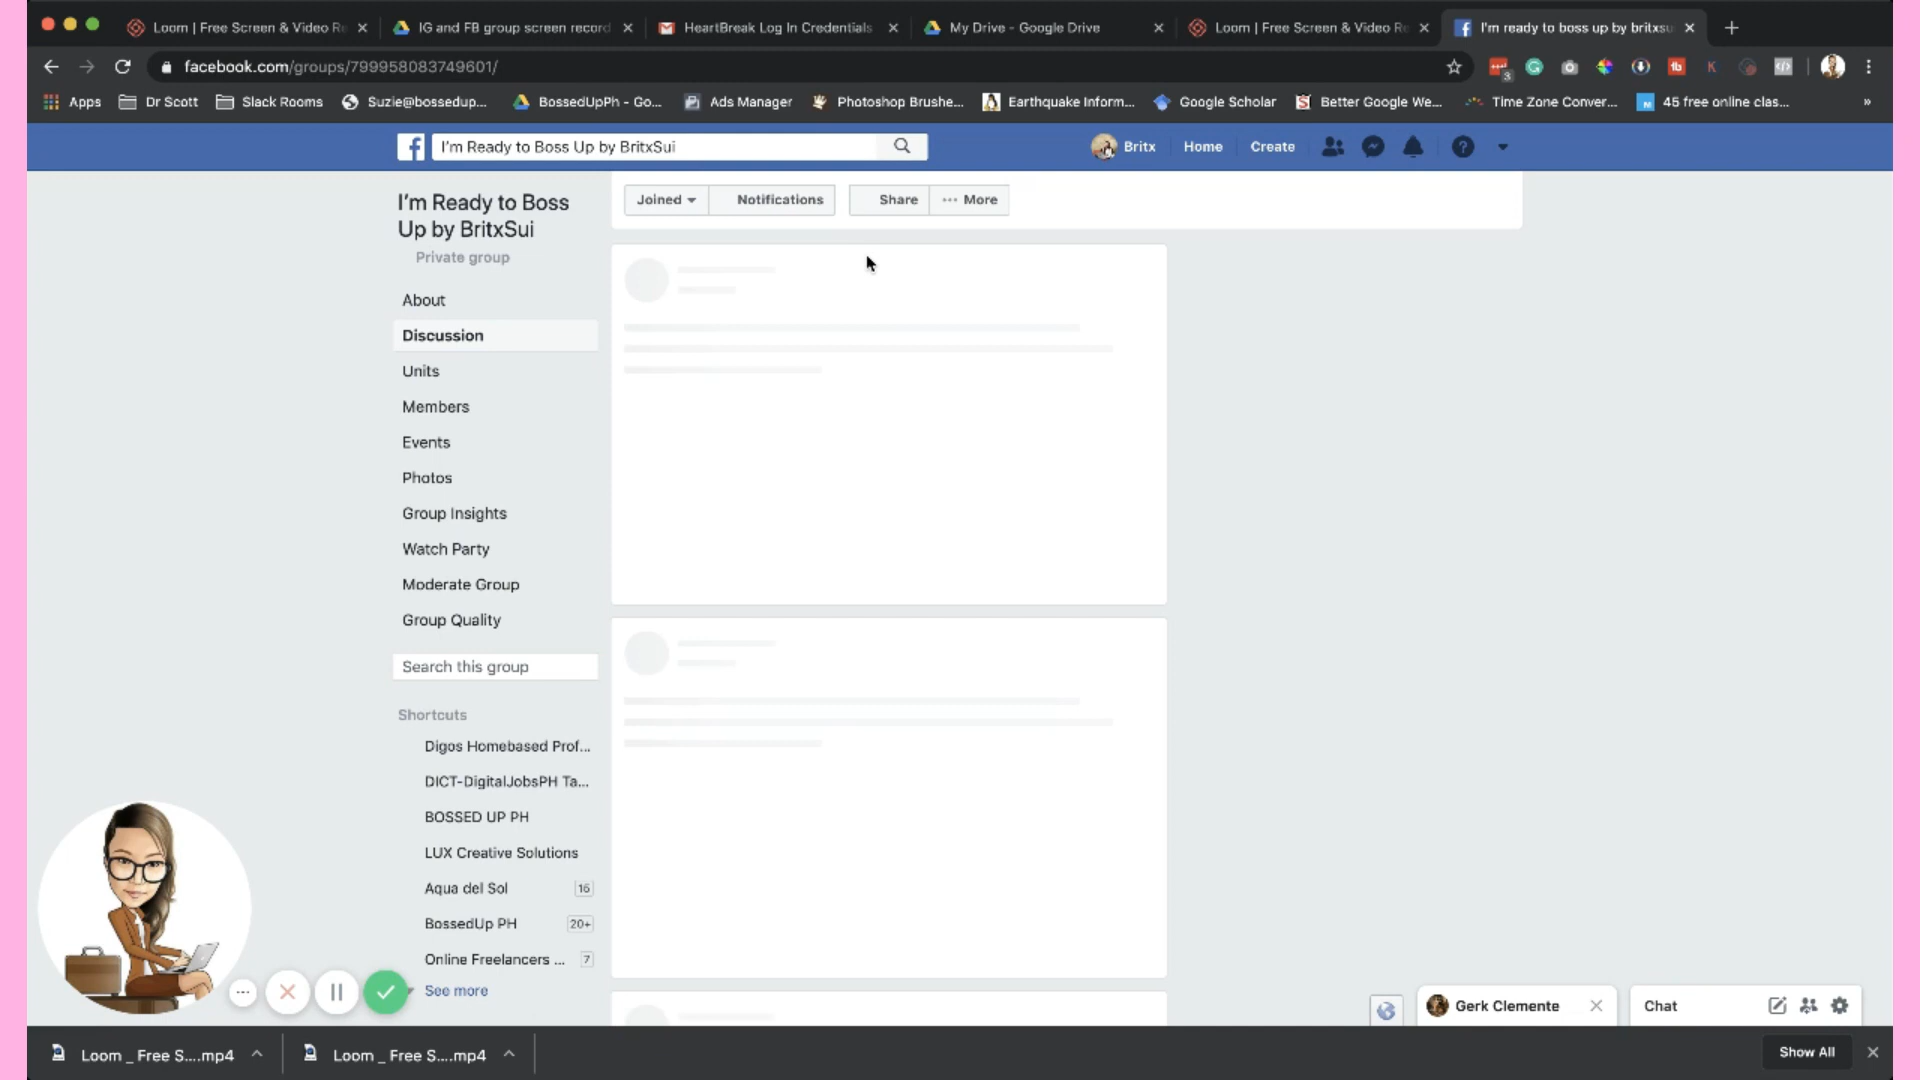 Loom | Free Screen & Video Re
IG and FB group screen record
HeartBreak Log In Credentials
My Drive - Google Drive
Loom | Free Screen & Video Re
I'm ready to boss up by britxsu
facebook.com/groups/799958083749601/
3
Apps
Dr Scott
Slack Rooms
Suzie@bossedup...
BossedUpPh - Go...
Ads Manager
Photoshop Brushe...
Earthquake Inform...
Google Scholar
Better Google We...
Time Zone Conver...
45 free online clas...
»
I'm Ready to Boss Up by BritxSui
Britx
Home
Create
I'm Ready to Boss
Up by BritxSui
Private group
Joined
Notifications
Share
··· More
About
Discussion
Units
Members
Events
Photos
Group Insights
Watch Party
Moderate Group
Group Quality
Search this group
Shortcuts
Digos Homebased Prof...
DICT-DigitalJobsPH Ta...
BOSSED UP PH
LUX Creative Solutions
Aqua del Sol 16
BossedUp PH 20+
Online Freelancers ... 7
See more
Gerk Clemente
Chat
Loom _ Free S....mp4
Loom _ Free S....mp4
Show All